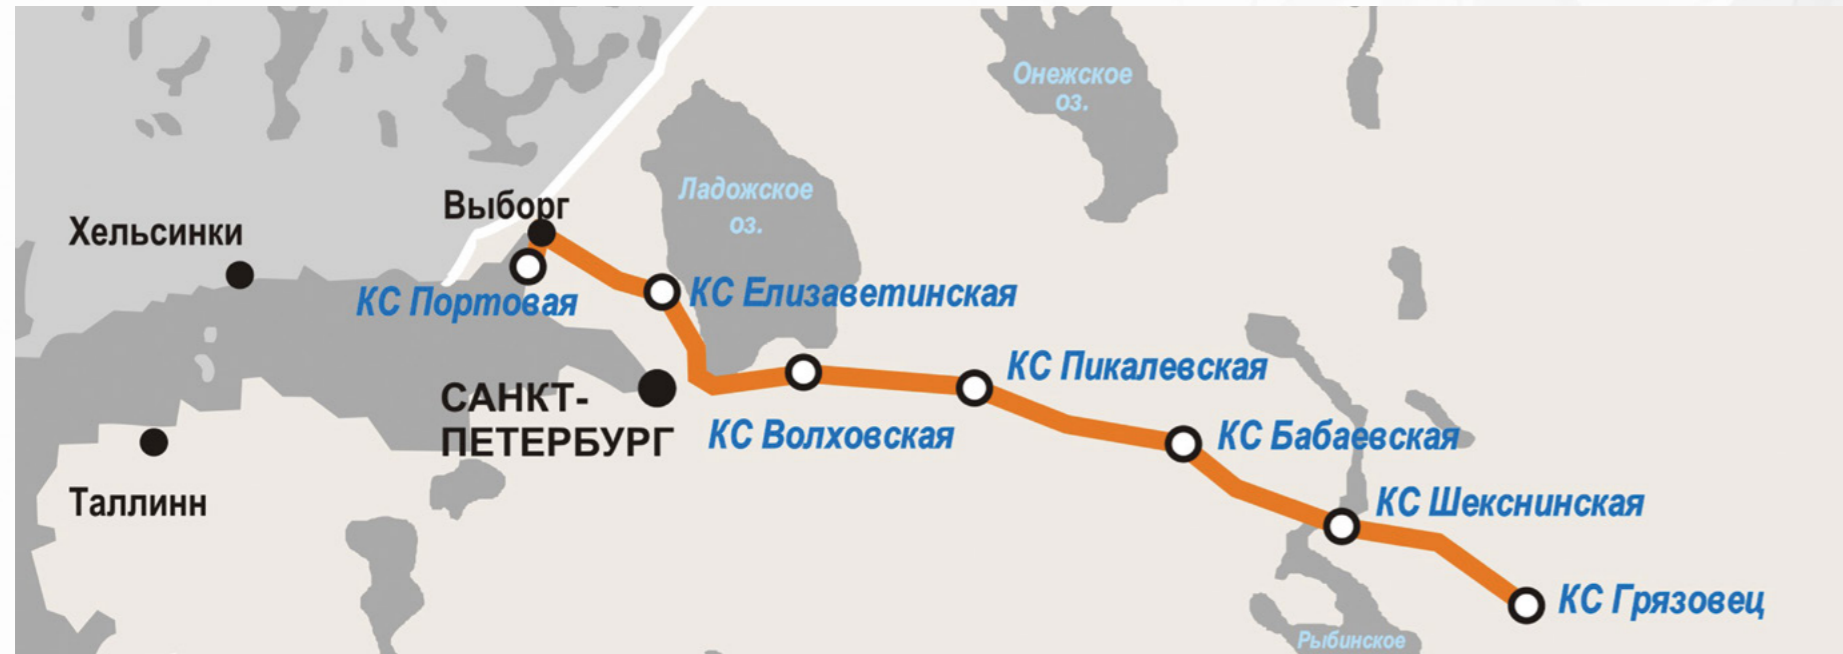 Онежское
оз.
Ладожское
оз.
Выборг
Хельсинки
КС Портовая
КС Елизаветинская
КС Пикалевская
САНКТ-
ПЕТЕРБУРГ
КС Волховская
КС Бабаевская
Таллинн
КС Шекснинская
КС Грязовец
Рыбинское